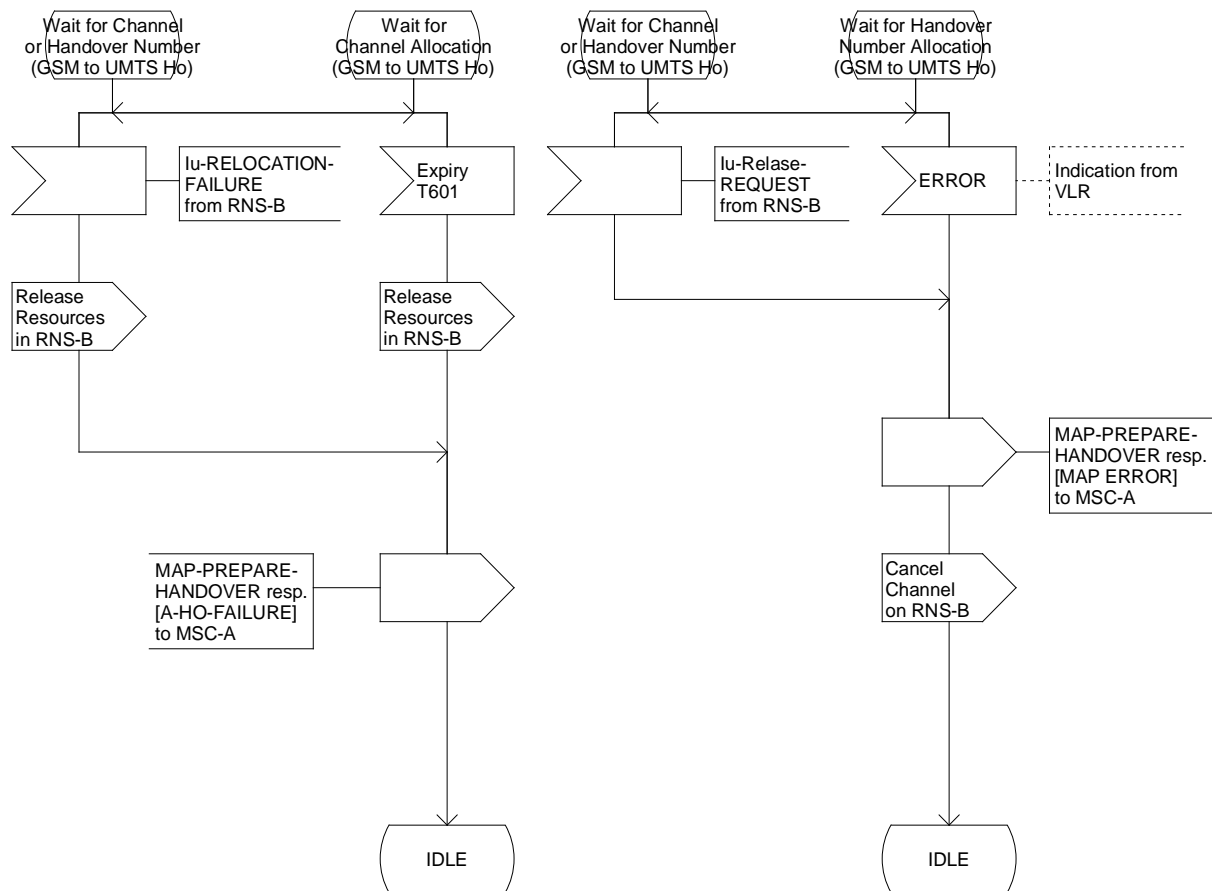 Wait for Channel
or Handover Number
(GSM to UMTS Ho)
Wait for
Channel Allocation
(GSM to UMTS Ho)
Wait for Channel
or Handover Number
(GSM to UMTS Ho)
Wait for Handover
Number Allocation
(GSM to UMTS Ho)
Iu-RELOCATION-
FAILURE
from RNS-B
Expiry
T601
Iu-Relase-
REQUEST
from RNS-B
ERROR
Indication from
VLR
Release
Resources
in RNS-B
Release
Resources
in RNS-B
MAP-PREPARE-
HANDOVER resp.
[MAP ERROR]
to MSC-A
MAP-PREPARE-
HANDOVER resp.
[A-HO-FAILURE]
to MSC-A
Cancel
Channel
on RNS-B
IDLE
IDLE